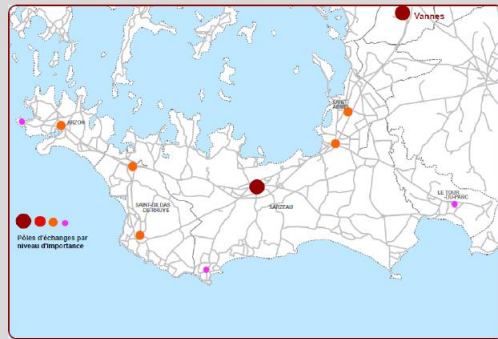 Vannes
SAINT-
ARMEL
ARZON
LE TOUR
-DU-PARC
SAINT-GILDAS
DE-RHUYS
SARZEAU
Pôles d'échanges par
niveau d'importance